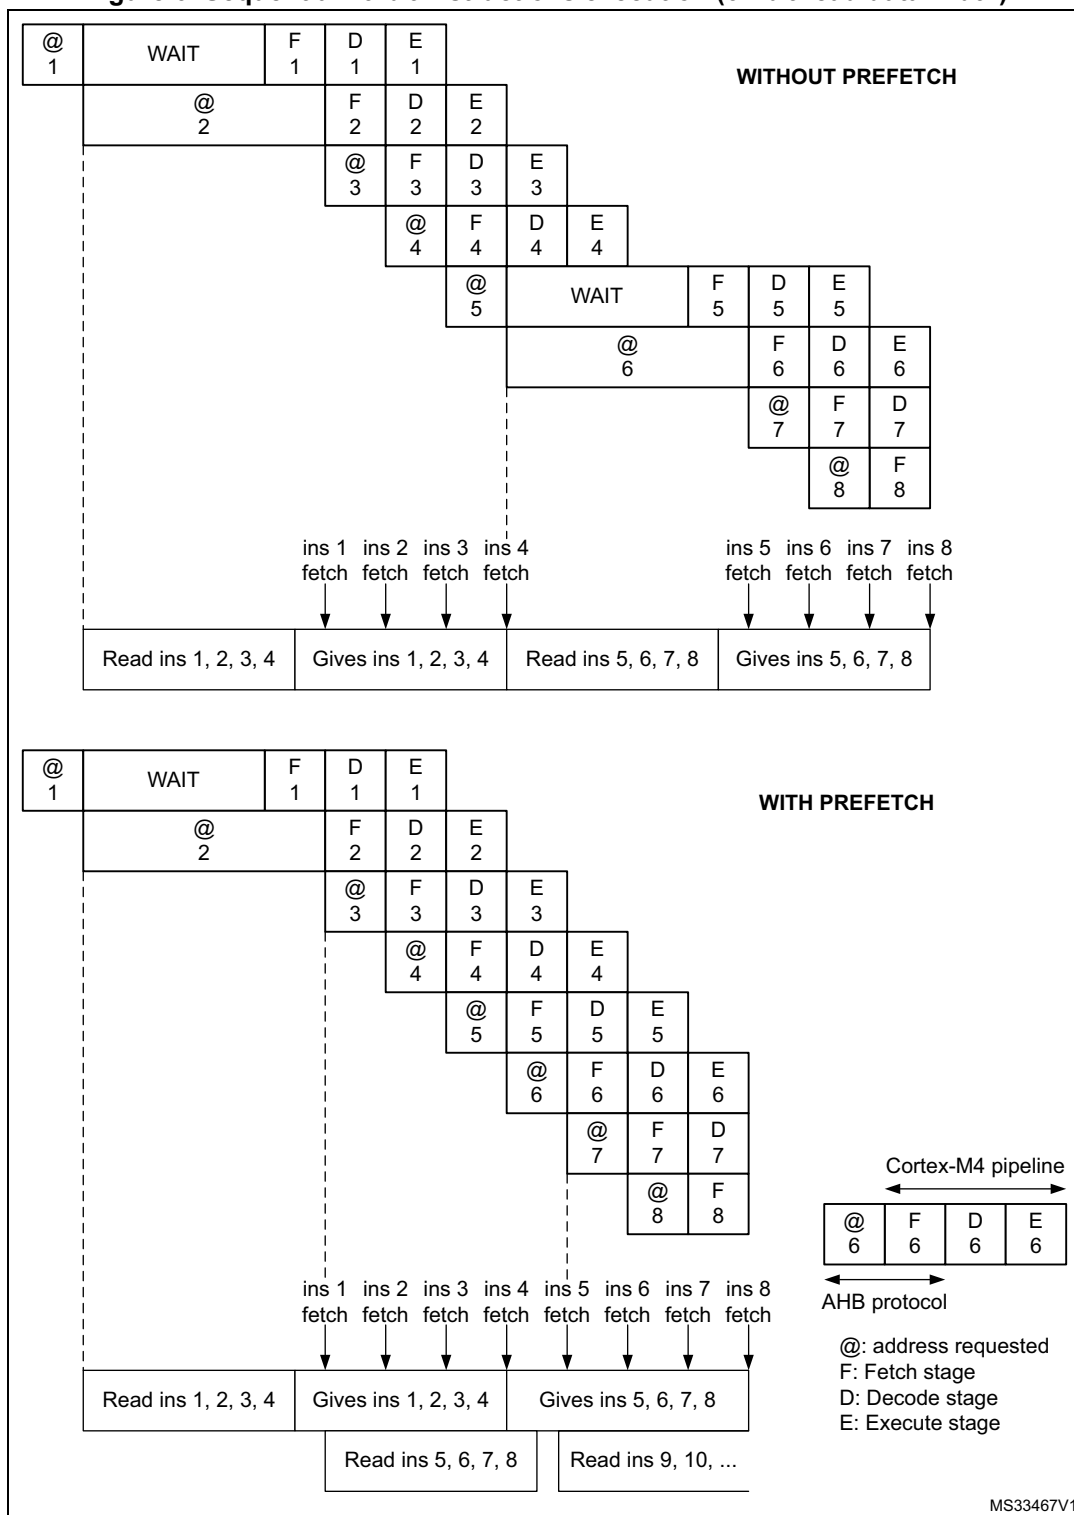 @ WAIT F D E
1 1 1 1
WITHOUT PREFETCH
@ F D E
2 2 2 2
@ F D E
3 3 3 3
@ F D E
4 4 4 4
@ WAIT F D E
5 5 5 5
@ F D E
6 6 6 6
@ F D
7 7 7
@ F
8 8
ins 1 ins 2 ins 3 ins 4 ins 5 ins 6 ins 7 ins 8
fetch fetch fetch fetch fetch fetch fetch fetch
Read ins 1, 2, 3, 4 Gives ins 1, 2, 3, 4 Read ins 5, 6, 7, 8 Gives ins 5, 6, 7, 8
@ WAIT F D E
1 1 1 1
WITH PREFETCH
@ F D E
2 2 2 2
@ F D E
3 3 3 3
@ F D E
4 4 4 4
@ F D E
5 5 5 5
@ F D E
6 6 6 6
@ F D
7 7 7
@ F
8 8
Cortex-M4 pipeline
@ F D E
6 6 6 6
AHB protocol
ins 1 ins 2 ins 3 ins 4 ins 5 ins 6 ins 7 ins 8
fetch fetch fetch fetch fetch fetch fetch fetch
@: address requested
F: Fetch stage
D: Decode stage
E: Execute stage
Read ins 1, 2, 3, 4 Gives ins 1, 2, 3, 4 Gives ins 5, 6, 7, 8
Read ins 5, 6, 7, 8 Read ins 9, 10, ...
MS33467V1